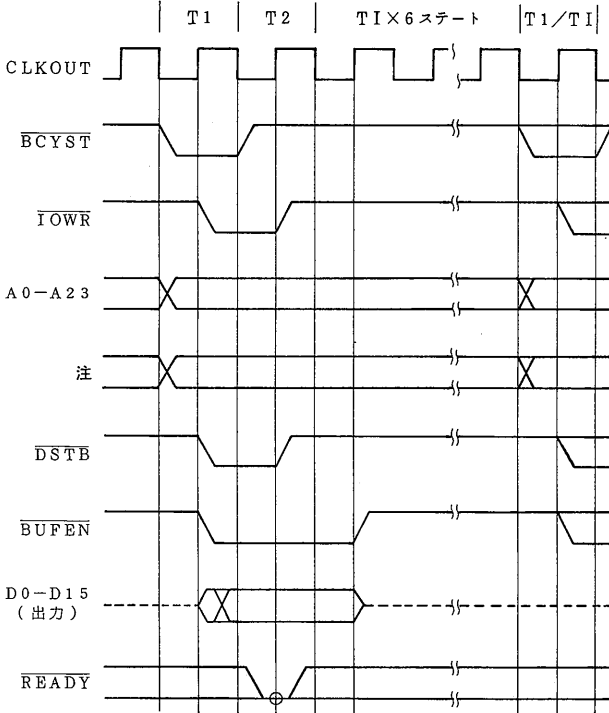 T1 T2 TI×6ステート T1/TI
CLKOUT
BCYST
IOWR
A0-A23
注
DSTB
BUFEN
D0-D15
(出力)
READY